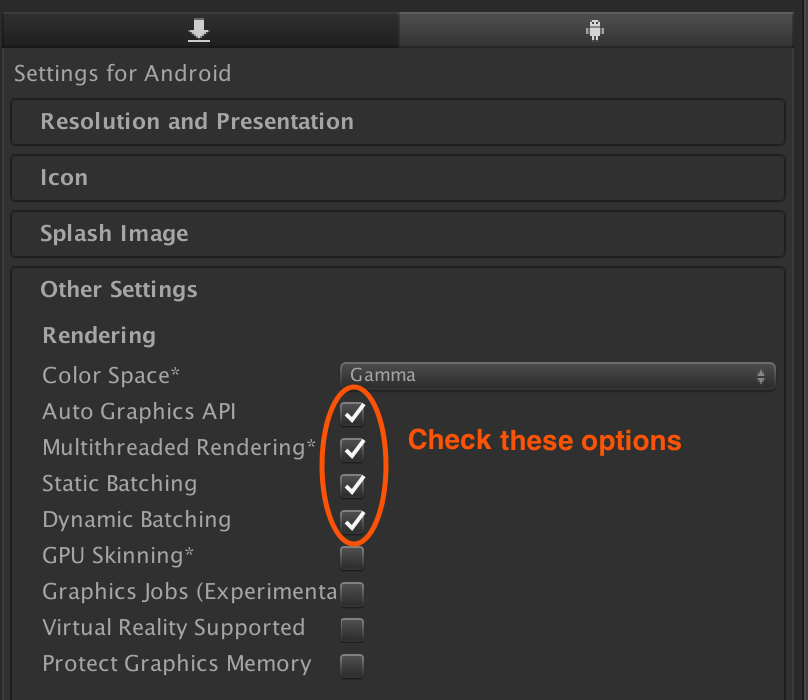 Settings for Android
Resolution and Presentation
Icon
Splash Image
Other Settings
Rendering
Color Space* Gamma
Auto Graphics API
Multithreaded Rendering*
Check these options
Static Batching
Dynamic Batching
GPU Skinning*
Graphics Jobs (Experimenta
Virtual Reality Supported
Protect Graphics Memory